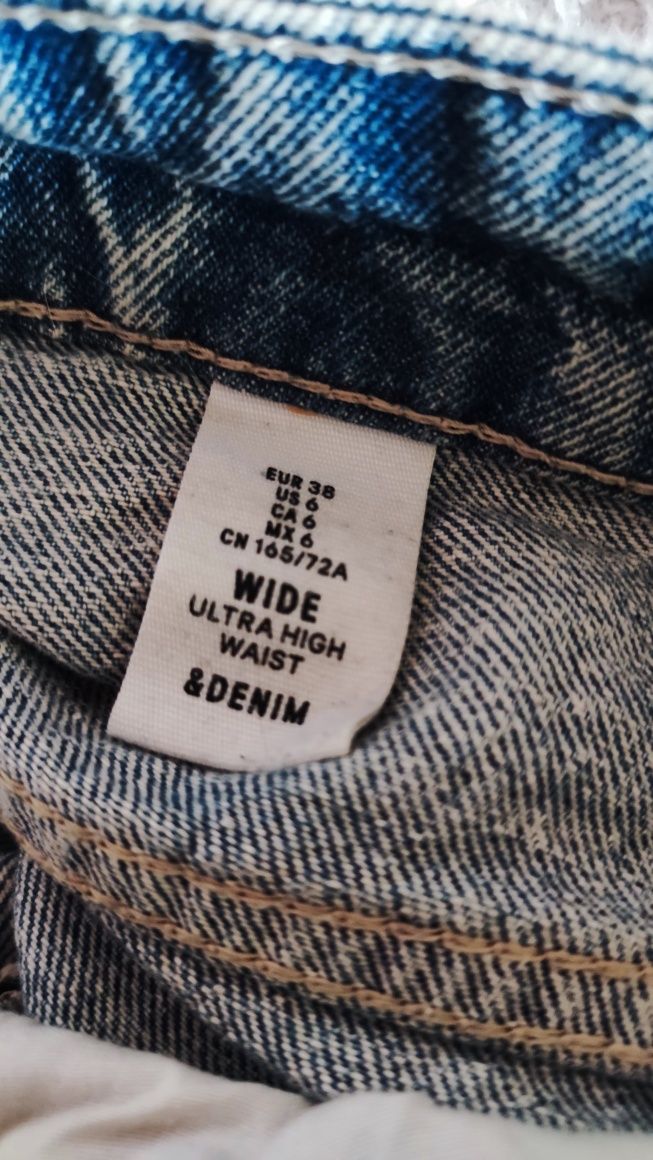 EUR 38
US 6
CA 6
MX 6
CN 165/72A
WIDE
ULTRA HIGH
WAIST
&DENIM